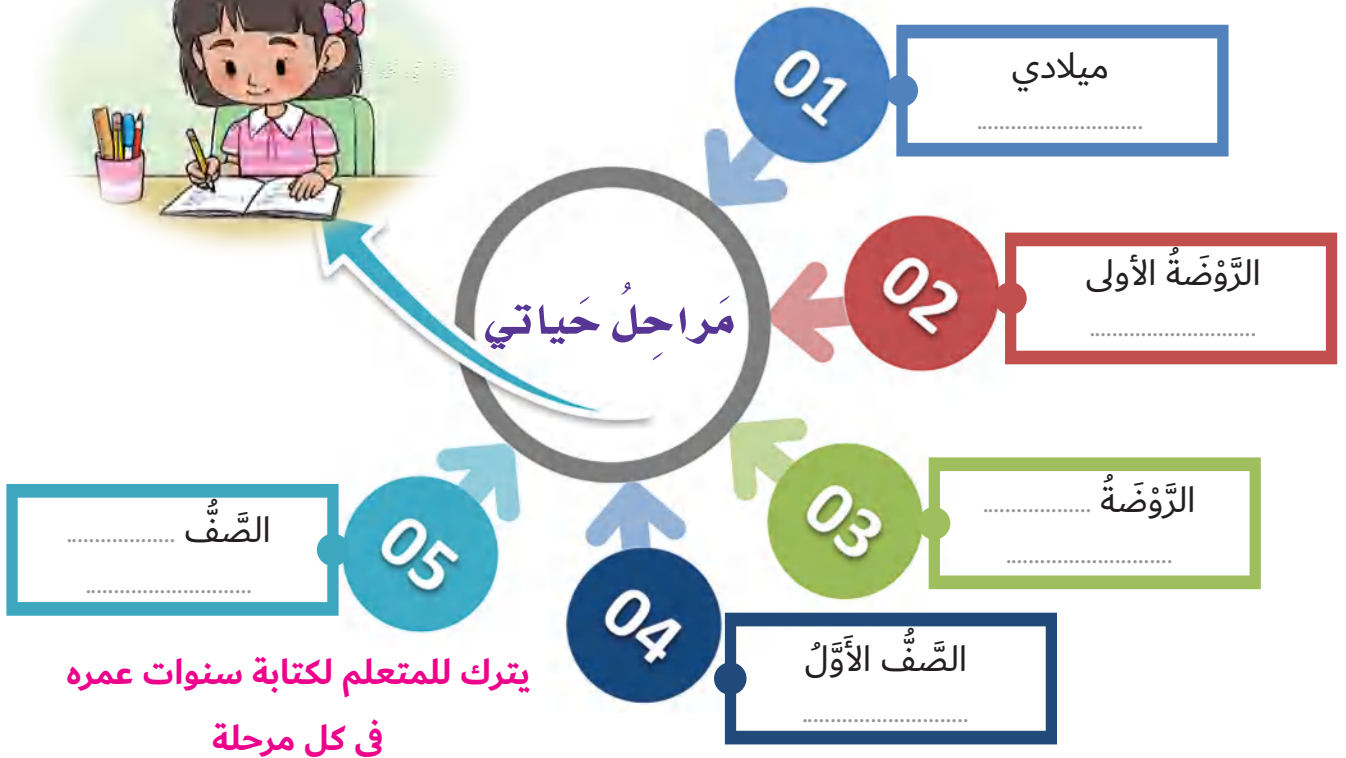 01
ميلادي
..............................
02
الرَّوْضَةُ الأولى
..............................
مَراحِلُ حَياتي
03
الرَّوْضَةُ ....................
..............................
04
الصَّفُّ الأَوَّلُ
..............................
05
الصَّفُّ ....................
..............................
يترك للمتعلم لكتابة سنوات عمره
فى كل مرحلة